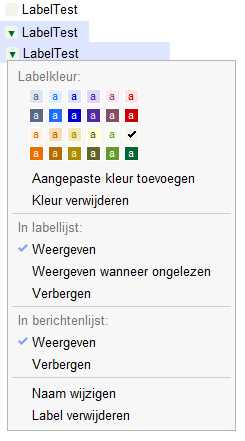 LabelTest
LabelTest
LabelTest
Labelkleur:
a a a a a a
a a a a a a
a a a a a
a a a a a a
Aangepaste kleur toevoegen
Kleur verwijderen
In labellijst:
Weergeven
Weergeven wanneer ongelezen
Verbergen
In berichtenlijst:
Weergeven
Verbergen
Naam wijzigen
Label verwijderen